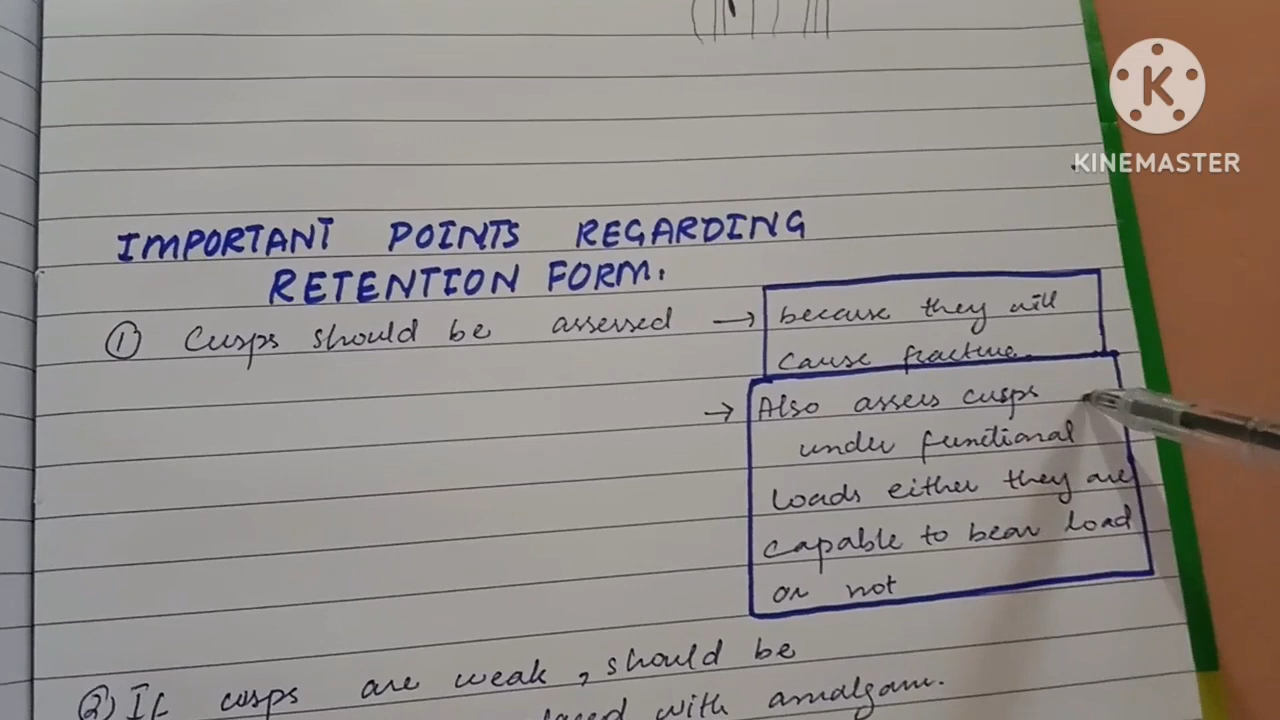 K
KINEMASTER
IMPORTANT POINTS REGARDING
RETENTION FORM.
① Cusps should be assessed → because they will
cause fracture.
→ Also assess cusps
under functional
loads either they are
capable to bear load
or not
② If cusps are weak, should be
with amalgam.